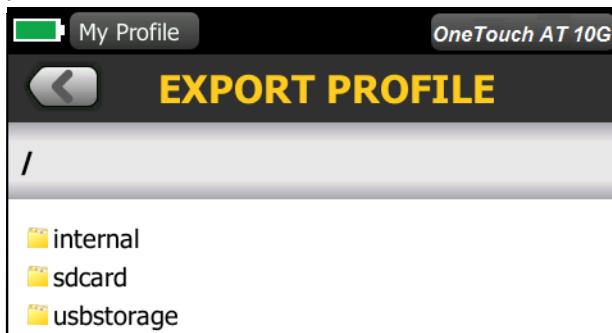 My Profile OneTouch AT 10G
EXPORT PROFILE
/
internal
sdcard
usbstorage